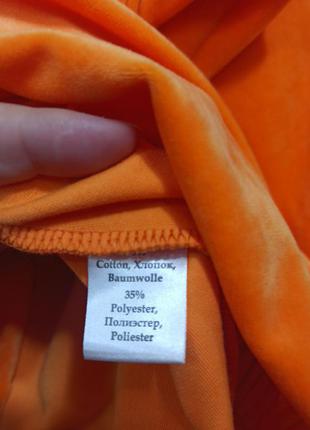 Cotton, Хлопок,
Baumwolle
35%
Polyester,
Полиэстер,
Poliester